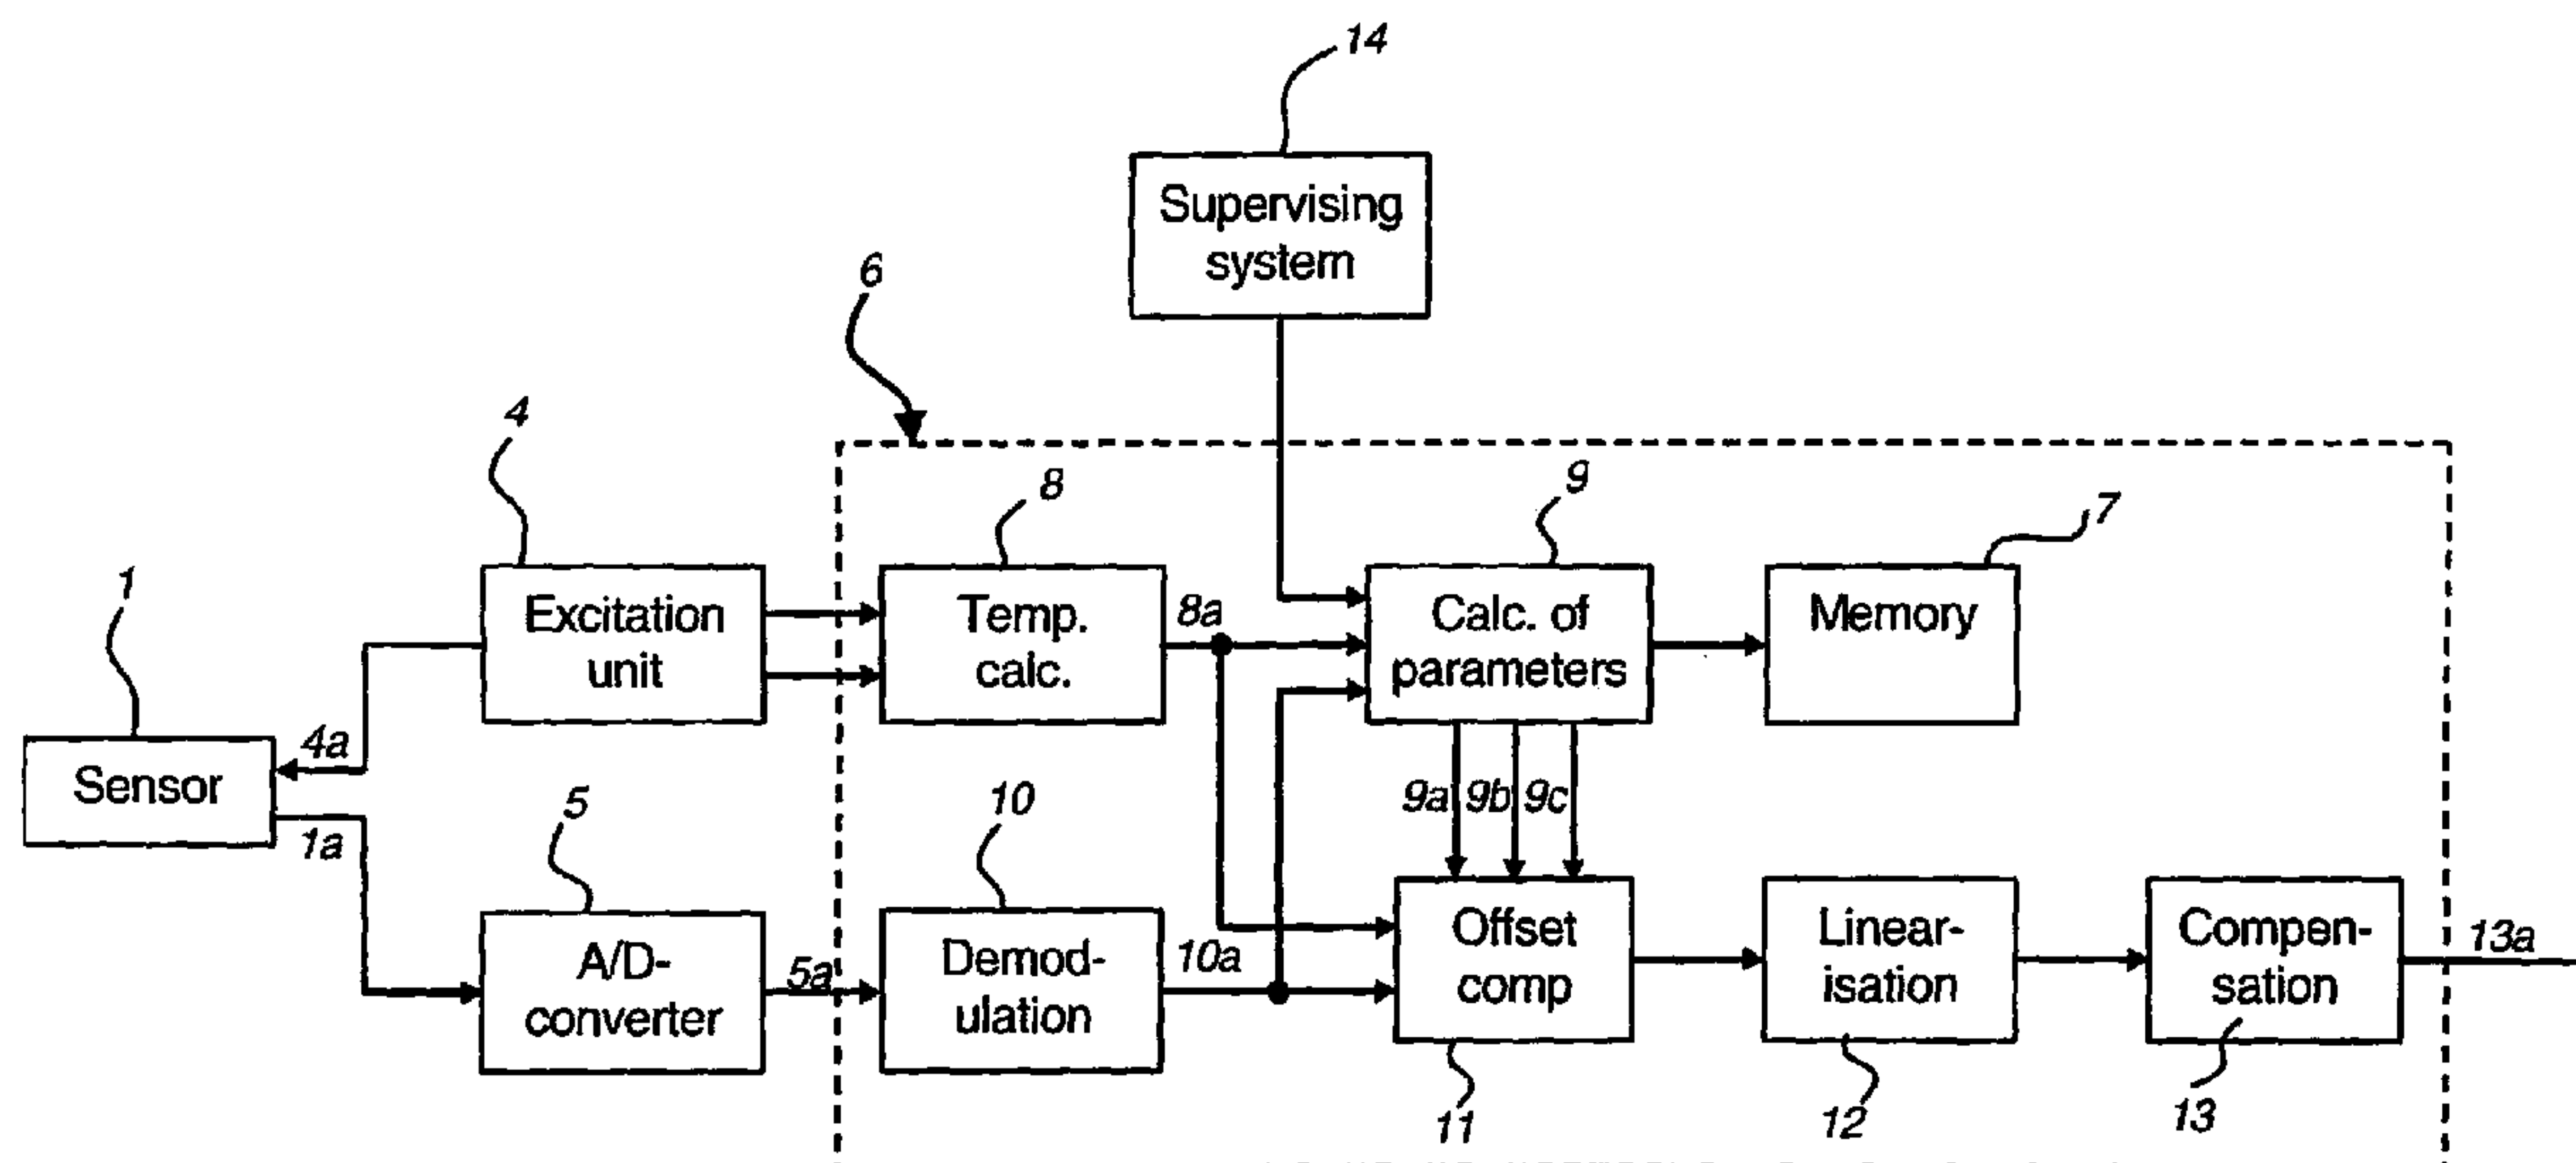 14
Supervising
system
6
4
8
9
7
1
Excitation
unit
Temp.
calc.
8a
Calc. of
parameters
Memory
4a
Sensor
1a
5
10
9a 9b 9c
A/D-
converter
5a
Demod-
ulation
10a
Offset
comp
Linear-
isation
Compen-
sation
13a
11
12
13